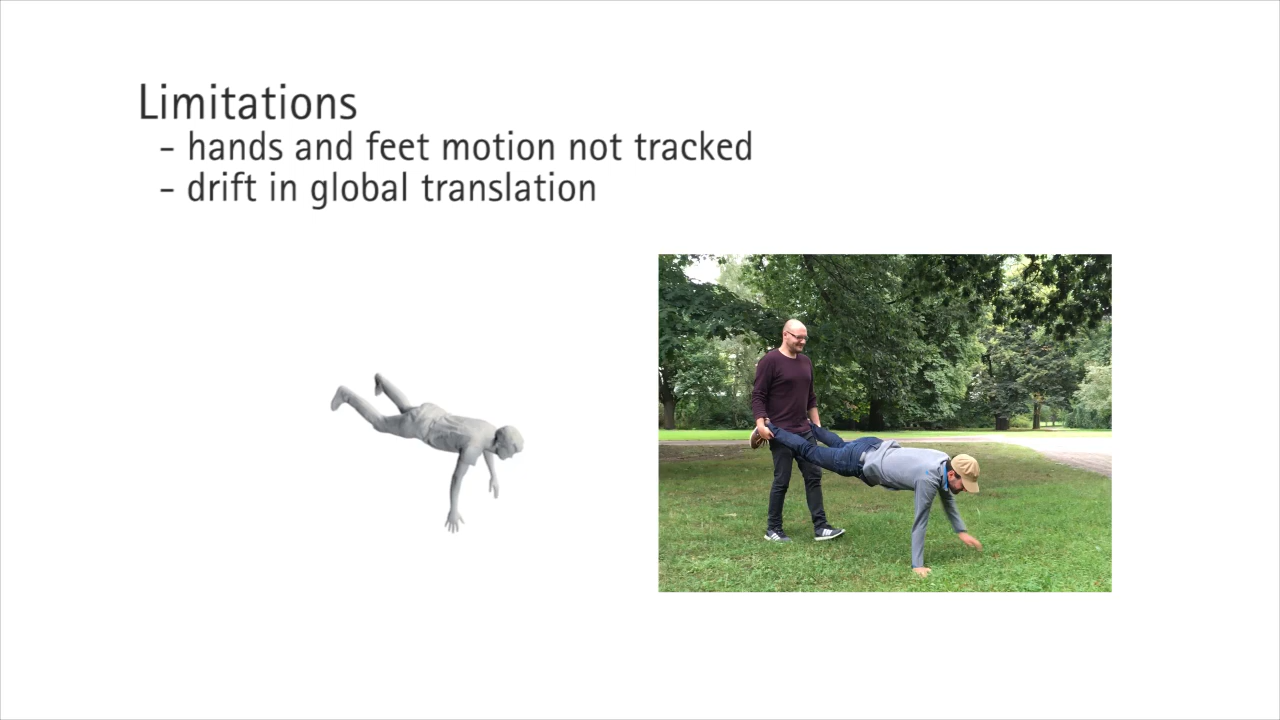 Limitations
- hands and feet motion not tracked
- drift in global translation